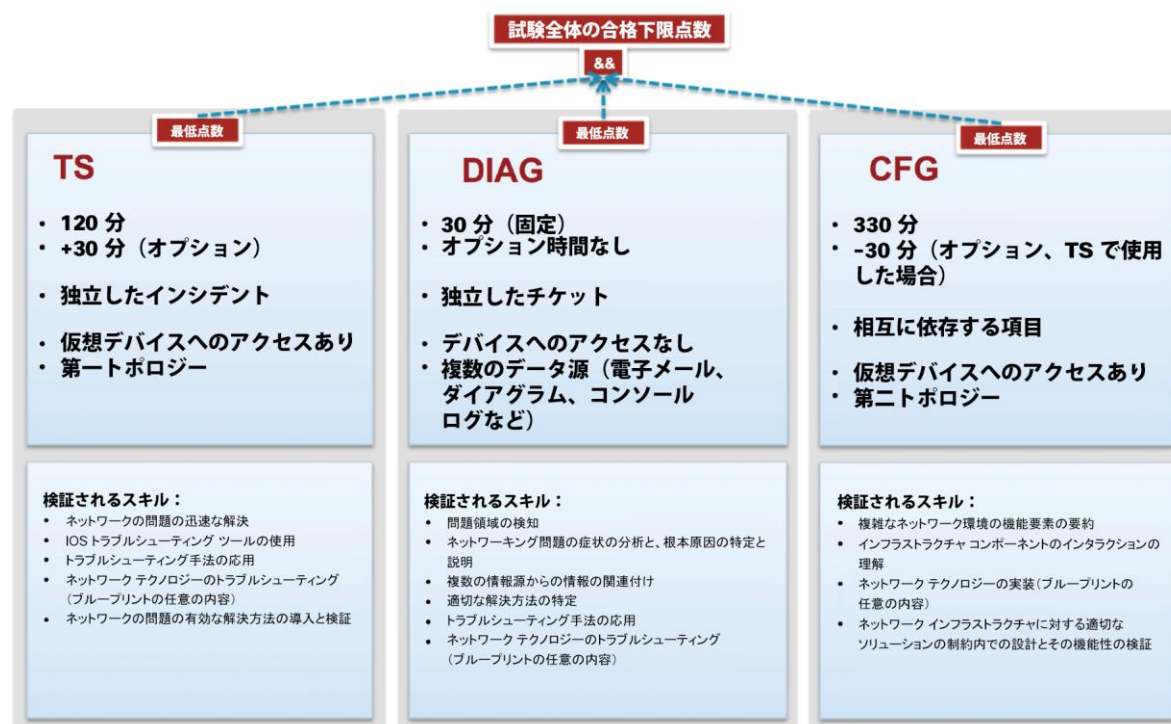 試験全体の合格下限点数
&&
最低点数
TS
・ 120 分
・ +30 分（オプション）
・ 独立したインシデント
・ 仮想デバイスへのアクセスあり
・ 第一トポロジー
検証されるスキル：
• ネットワークの問題の迅速な解決
• IOS トラブルシューティング ツールの使用
• トラブルシューティング手法の応用
• ネットワーク テクノロジーのトラブルシューティング
（ブループリントの任意の内容）
• ネットワークの問題の有効な解決方法の導入と検証
最低点数
DIAG
・ 30 分（固定）
・ オプション時間なし
・ 独立したチケット
・ デバイスへのアクセスなし
・ 複数のデータ源（電子メール、
ダイアグラム、コンソール
ログなど）
検証されるスキル：
• 問題領域の検知
• ネットワーキング問題の症状の分析と、根本原因の特定と
説明
• 複数の情報源からの情報の関連付け
• 適切な解決方法の特定
• トラブルシューティング手法の応用
• ネットワーク テクノロジーのトラブルシューティング
（ブループリントの任意の内容）
最低点数
CFG
・ 330 分
・ −30 分（オプション、TS で使用
した場合）
・ 相互に依存する項目
・ 仮想デバイスへのアクセスあり
・ 第二トポロジー
検証されるスキル：
• 複雑なネットワーク環境の機能要素の要約
• インフラストラクチャ コンポーネントのインタラクションの
理解
• ネットワーク テクノロジーの実装（ブループリントの
任意の内容）
• ネットワーク インフラストラクチャに対する適切な
ソリューションの制約内での設計とその機能性の検証